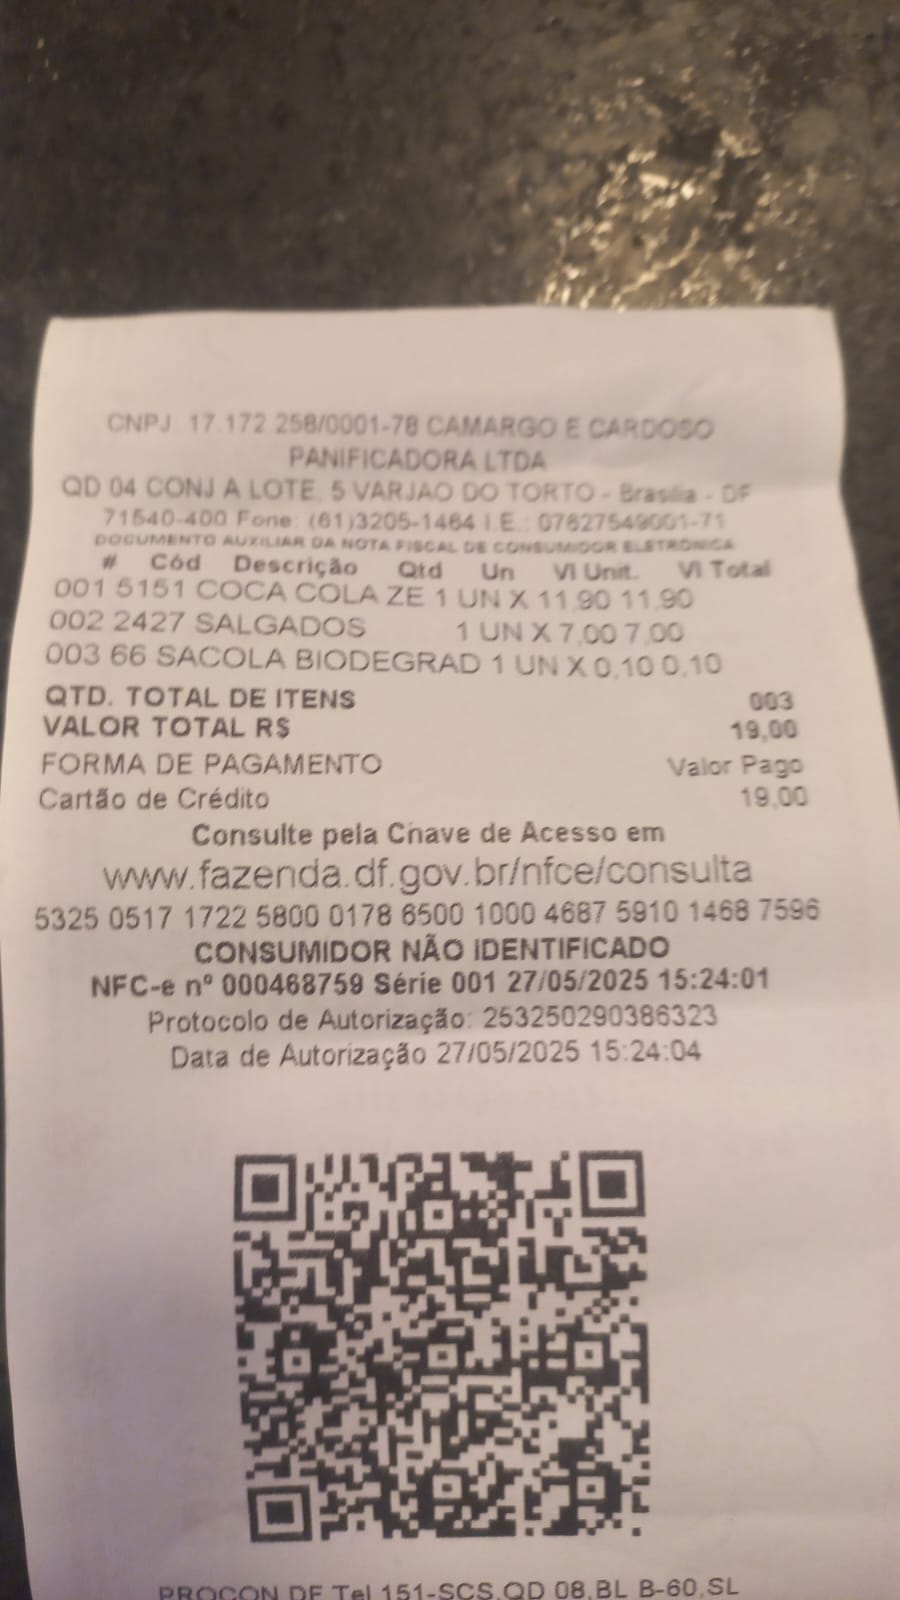 CNPJ 17.172.258/0001-78 CAMARGO E CARDOSO
PANIFICADORA LTDA
QD 04 CONJ A LOTE, 5 VARJAO DO TORTO - Brasilia - DF
71540-400 Fone: (61)3205-1464 I.E.: 07627549001-71
DOCUMENTO AUXILIAR DA NOTA FISCAL DE CONSUMIDOR ELETRÔNICA
# Cód Descrição Qtd Un Vl Unit. Vl Total
001 5151 COCA COLA ZE 1 UN X 11,90 11,90
002 2427 SALGADOS 1 UN X 7,00 7,00
003 66 SACOLA BIODEGRAD 1 UN X 0,10 0,10
QTD. TOTAL DE ITENS 003
VALOR TOTAL R$ 19,00
FORMA DE PAGAMENTO Valor Pago
Cartão de Crédito 19,00
Consulte pela Chave de Acesso em
www.fazenda.df.gov.br/nfce/consulta
5325 0517 1722 5800 0178 6500 1000 4687 5910 1468 7596
CONSUMIDOR NÃO IDENTIFICADO
NFC-e nº 000468759 Série 001 27/05/2025 15:24:01
Protocolo de Autorização: 253250290386323
Data de Autorização 27/05/2025 15:24:04
PROCON DF Tel 151-SCS,QD 08,BL B-60,SL